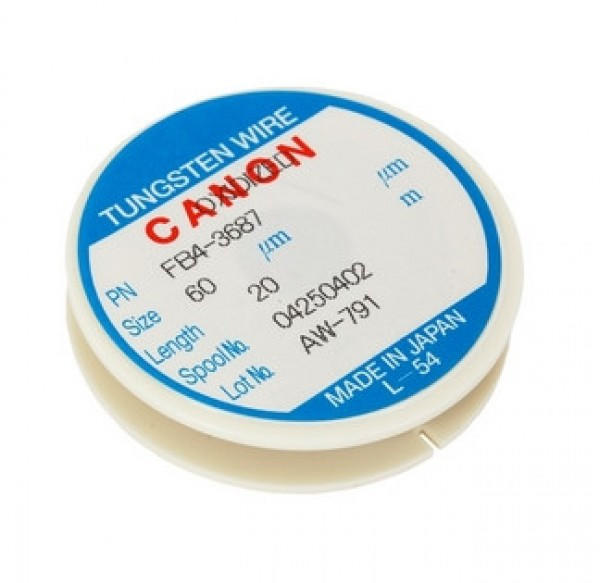 TUNGSTEN WIRE
CANON
OXIDIZED
PN FB4-3687
Size 60 μm μm
Length 20 m
Spool No. 04250402
Lot No. AW-791
MADE IN JAPAN
L-54